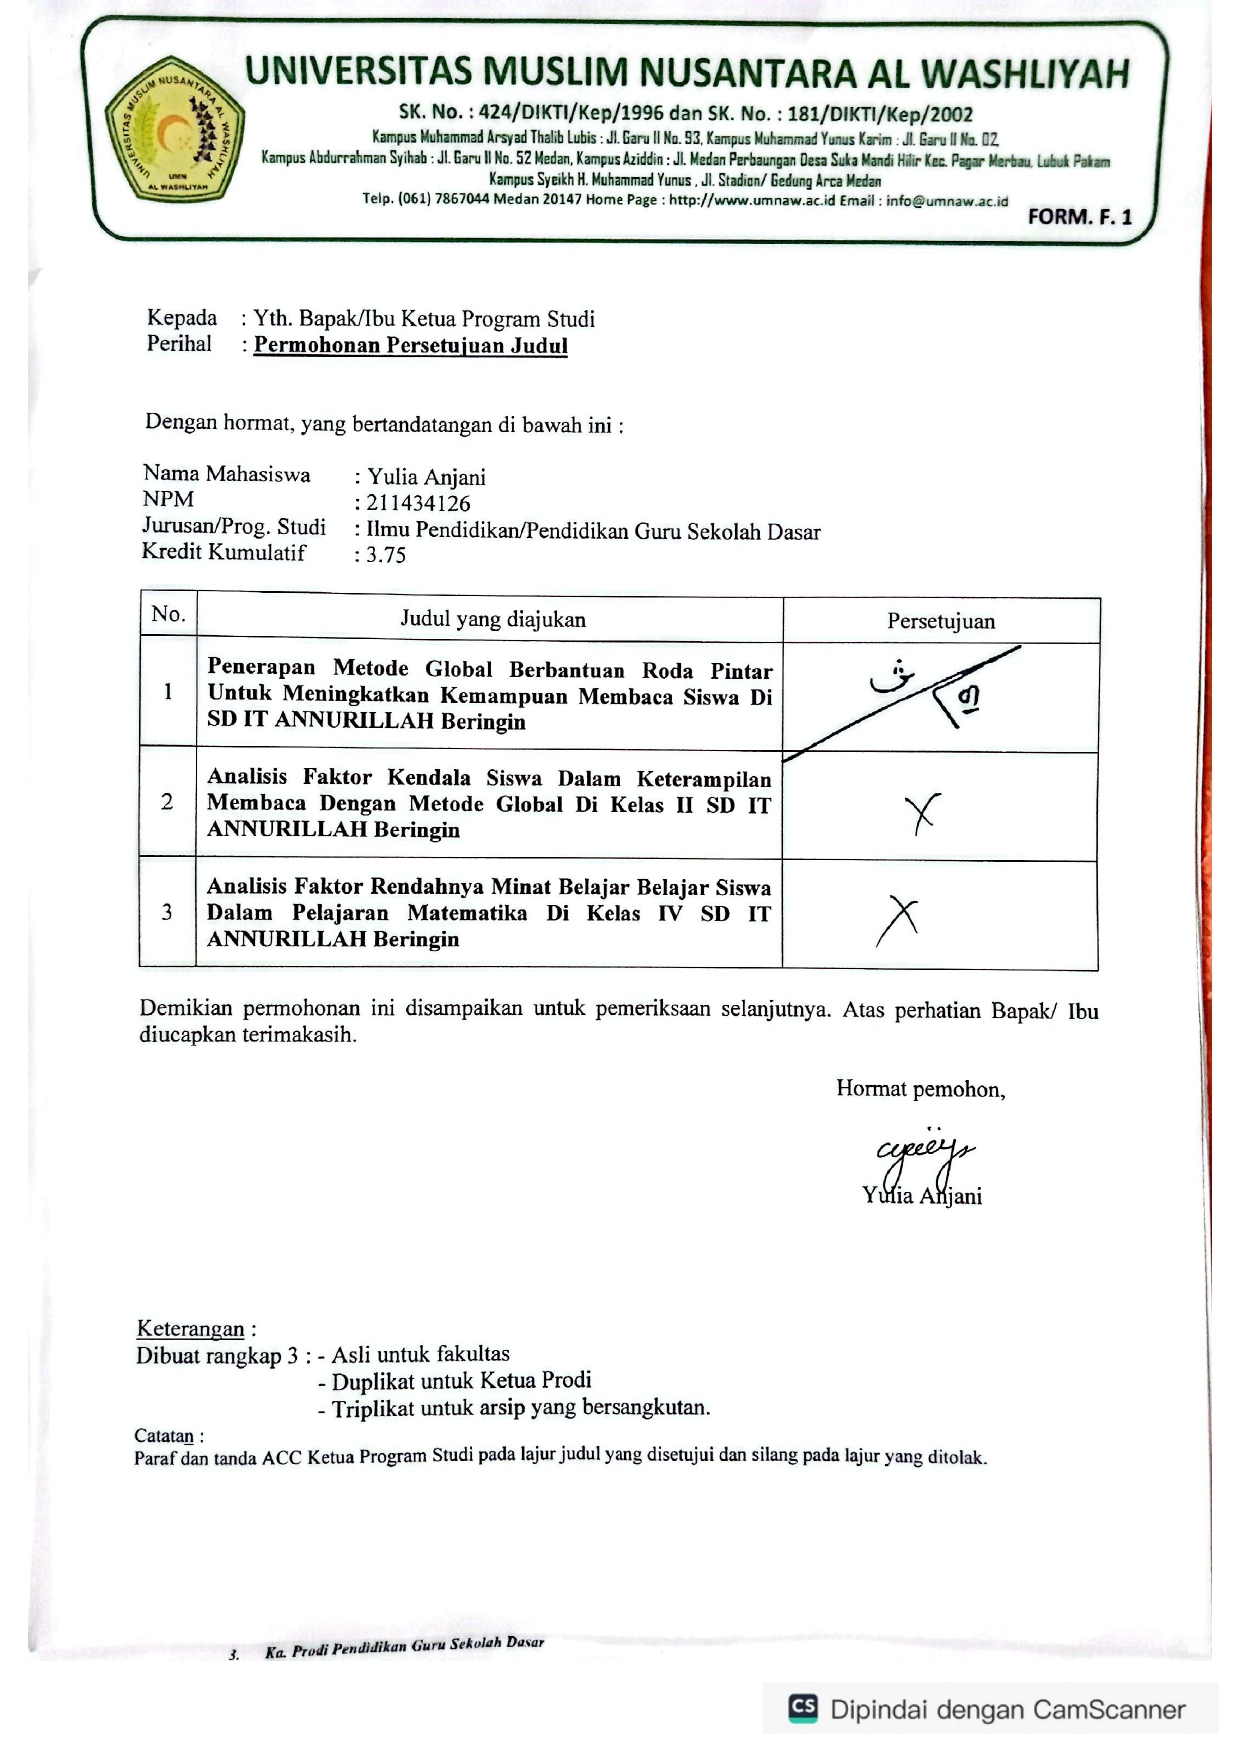 UNIVERSITAS MUSLIM NUSANTARA AL WASHLIYAH
SK. No. : 424/DIKTI/Kep/1996 dan SK. No. : 181/DIKTI/Kep/2002
Kampus Muhammad Arsyad Thalib Lubis : Jl. Garu II No. 93, Kampus Muhammad Yunus Karim : Jl. Garu II No. 02,
Kampus Abdurrahman Syihab : Jl. Garu II No. 52 Medan, Kampus Aziddin : Jl. Medan Perbaungan Desa Suka Mandi Hilir Kec. Pagar Merbau, Lubuk Pakam
Kampus Syeikh H. Muhammad Yunus , Jl. Stadion/ Gedung Arca Medan
Telp. (061) 7867044 Medan 20147 Home Page : http://www.umnaw.ac.id Email : info@umnaw.ac.id
FORM. F. 1
UNIVERSITAS MUSLIM NUSANTARA AL WASHLIYAH
UMN
AL WASHLIYAH
Kepada : Yth. Bapak/Ibu Ketua Program Studi
Perihal : Permohonan Persetujuan Judul
Dengan hormat, yang bertandatangan di bawah ini :
Nama Mahasiswa : Yulia Anjani
NPM : 211434126
Jurusan/Prog. Studi : Ilmu Pendidikan/Pendidikan Guru Sekolah Dasar
Kredit Kumulatif : 3.75
No. Judul yang diajukan Persetujuan
1 Penerapan Metode Global Berbantuan Roda Pintar
Untuk Meningkatkan Kemampuan Membaca Siswa Di
SD IT ANNURILLAH Beringin
2 Analisis Faktor Kendala Siswa Dalam Keterampilan
Membaca Dengan Metode Global Di Kelas II SD IT
ANNURILLAH Beringin
X
3 Analisis Faktor Rendahnya Minat Belajar Belajar Siswa
Dalam Pelajaran Matematika Di Kelas IV SD IT
ANNURILLAH Beringin
X
Demikian permohonan ini disampaikan untuk pemeriksaan selanjutnya. Atas perhatian Bapak/ Ibu
diucapkan terimakasih.
Hormat pemohon,
Yulia Anjani
Keterangan :
Dibuat rangkap 3 : - Asli untuk fakultas
- Duplikat untuk Ketua Prodi
- Triplikat untuk arsip yang bersangkutan.
Catatan :
Paraf dan tanda ACC Ketua Program Studi pada lajur judul yang disetujui dan silang pada lajur yang ditolak.
3. Ka. Prodi Pendidikan Guru Sekolah Dasar
CS Dipindai dengan CamScanner